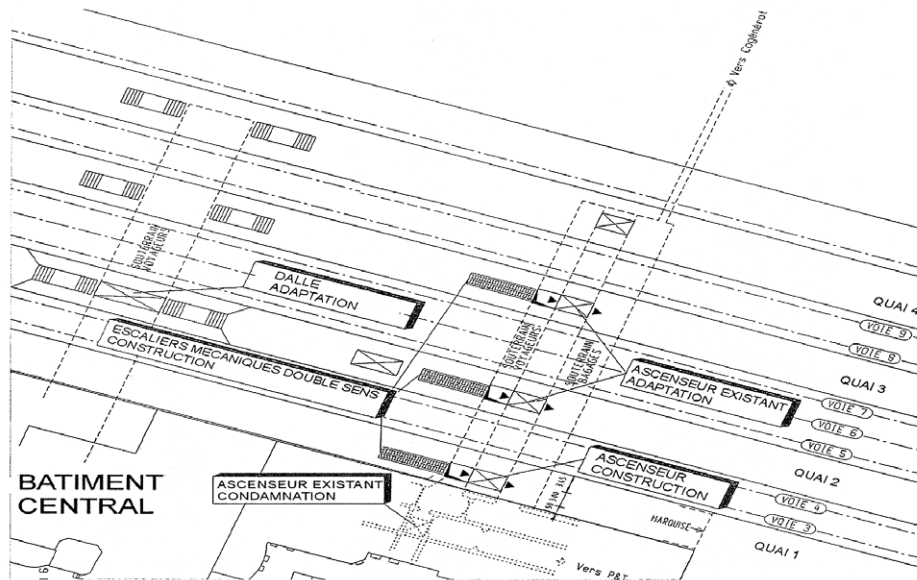 Vers Cogénérat
SOUTERRAIN
VOYAGEURS
DALLE
ADAPTATION
QUAI 4
VOIE 9
VOIE 8
ESCALIERS MECANIQUES DOUBLE SENS
CONSTRUCTION
SOUTERRAIN
VOYAGEURS
SOUTERRAIN
BAGAGES
QUAI 3
ASCENSEUR EXISTANT
ADAPTATION
VOIE 7
VOIE 6
VOIE 5
BATIMENT
CENTRAL
ASCENSEUR EXISTANT
CONDAMNATION
ASCENSEUR
CONSTRUCTION
QUAI 2
VOIE 4
VOIE 3
MARQUISE
QUAI 1
Vers P&T